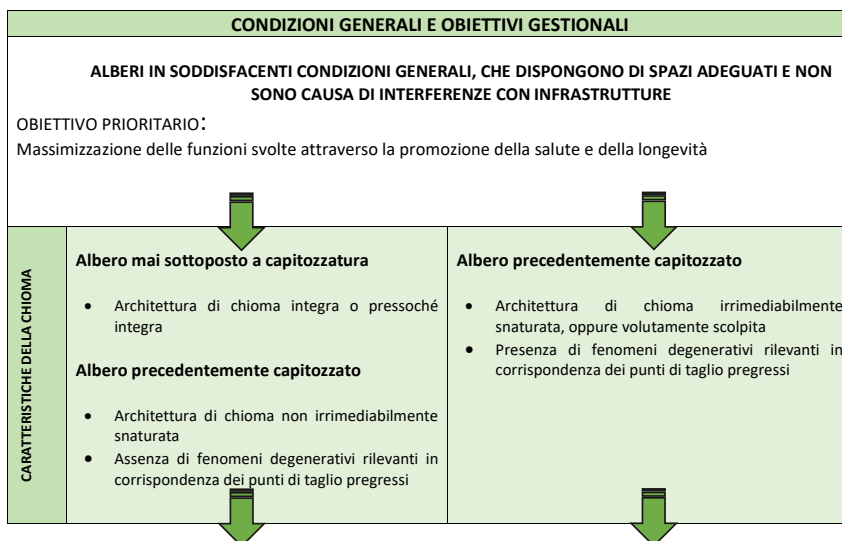 CONDIZIONI GENERALI E OBIETTIVI GESTIONALI
ALBERI IN SODDISFACENTI CONDIZIONI GENERALI, CHE DISPONGONO DI SPAZI ADEGUATI E NON
SONO CAUSA DI INTERFERENZE CON INFRASTRUTTURE
OBIETTIVO PRIORITARIO:
Massimizzazione delle funzioni svolte attraverso la promozione della salute e della longevità
CARATTERISTICHE DELLA CHIOMA
Albero mai sottoposto a capitozzatura
• Architettura di chioma integra o pressoché
integra
Albero precedentemente capitozzato
• Architettura di chioma non irrimediabilmente
snaturata
• Assenza di fenomeni degenerativi rilevanti in
corrispondenza dei punti di taglio pregressi
Albero precedentemente capitozzato
• Architettura di chioma irrimediabilmente
snaturata, oppure volutamente scolpita
• Presenza di fenomeni degenerativi rilevanti in
corrispondenza dei punti di taglio pregressi